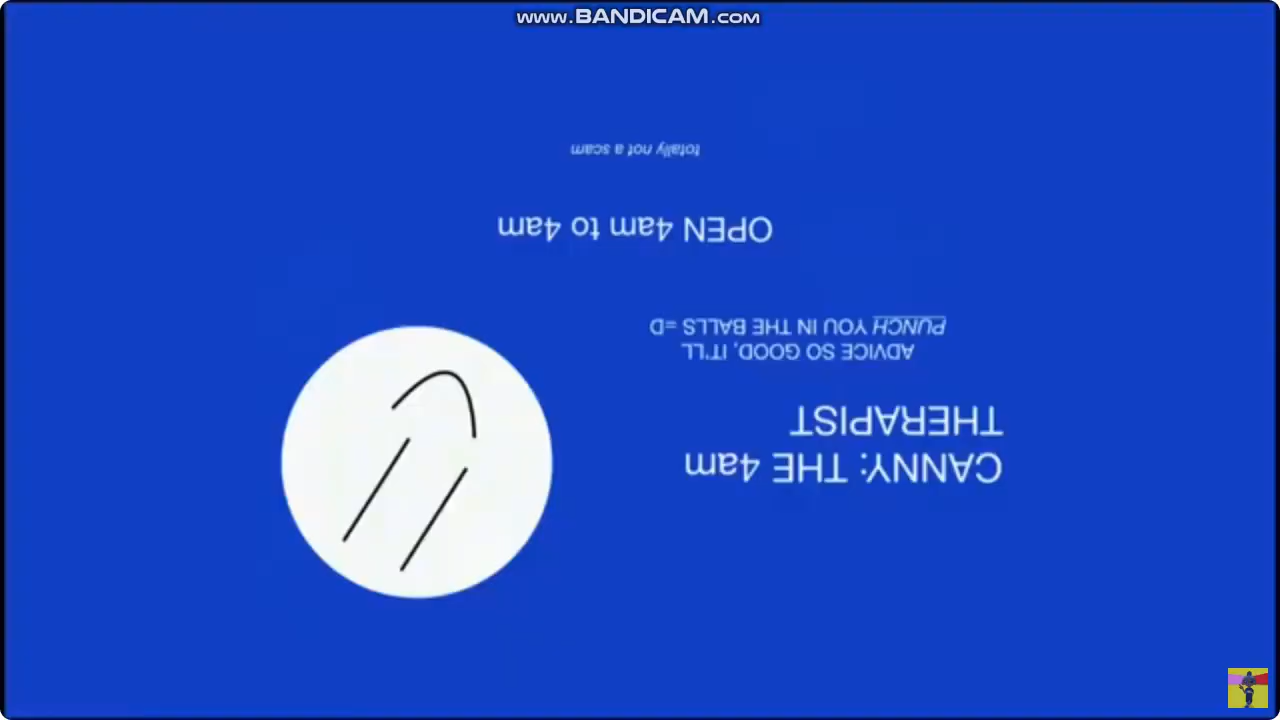 www.BANDICAM.com
CANNY: THE 4am
THERAPIST
ADVICE SO GOOD, IT'LL
PUNCH YOU IN THE BALLS =D
OPEN 4am to 4am
totally not a scam